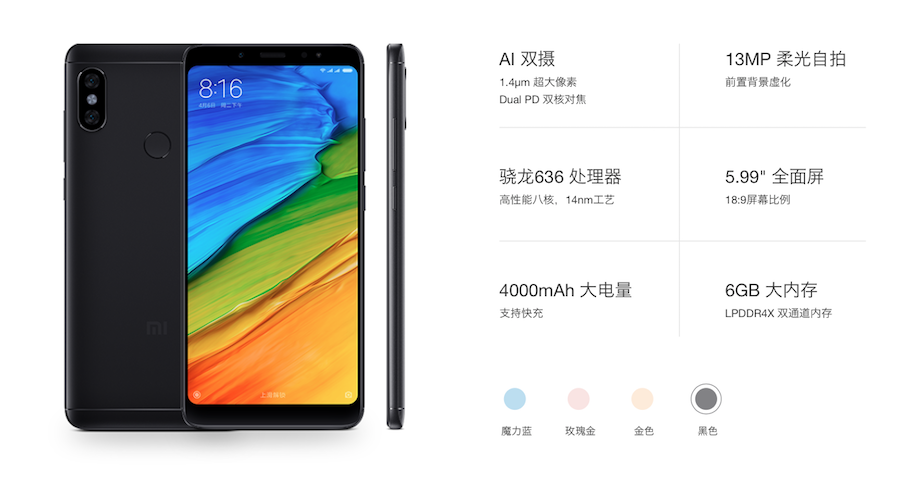 8:16
AI 双摄
1.4μm 超大像素
Dual PD 双核对焦
13MP 柔光自拍
前置背景虚化
骁龙636 处理器
高性能八核，14nm工艺
5.99" 全面屏
18:9屏幕比例
4000mAh 大电量
支持快充
6GB 大内存
LPDDR4X 双通道内存
魔力蓝
玫瑰金
金色
黑色